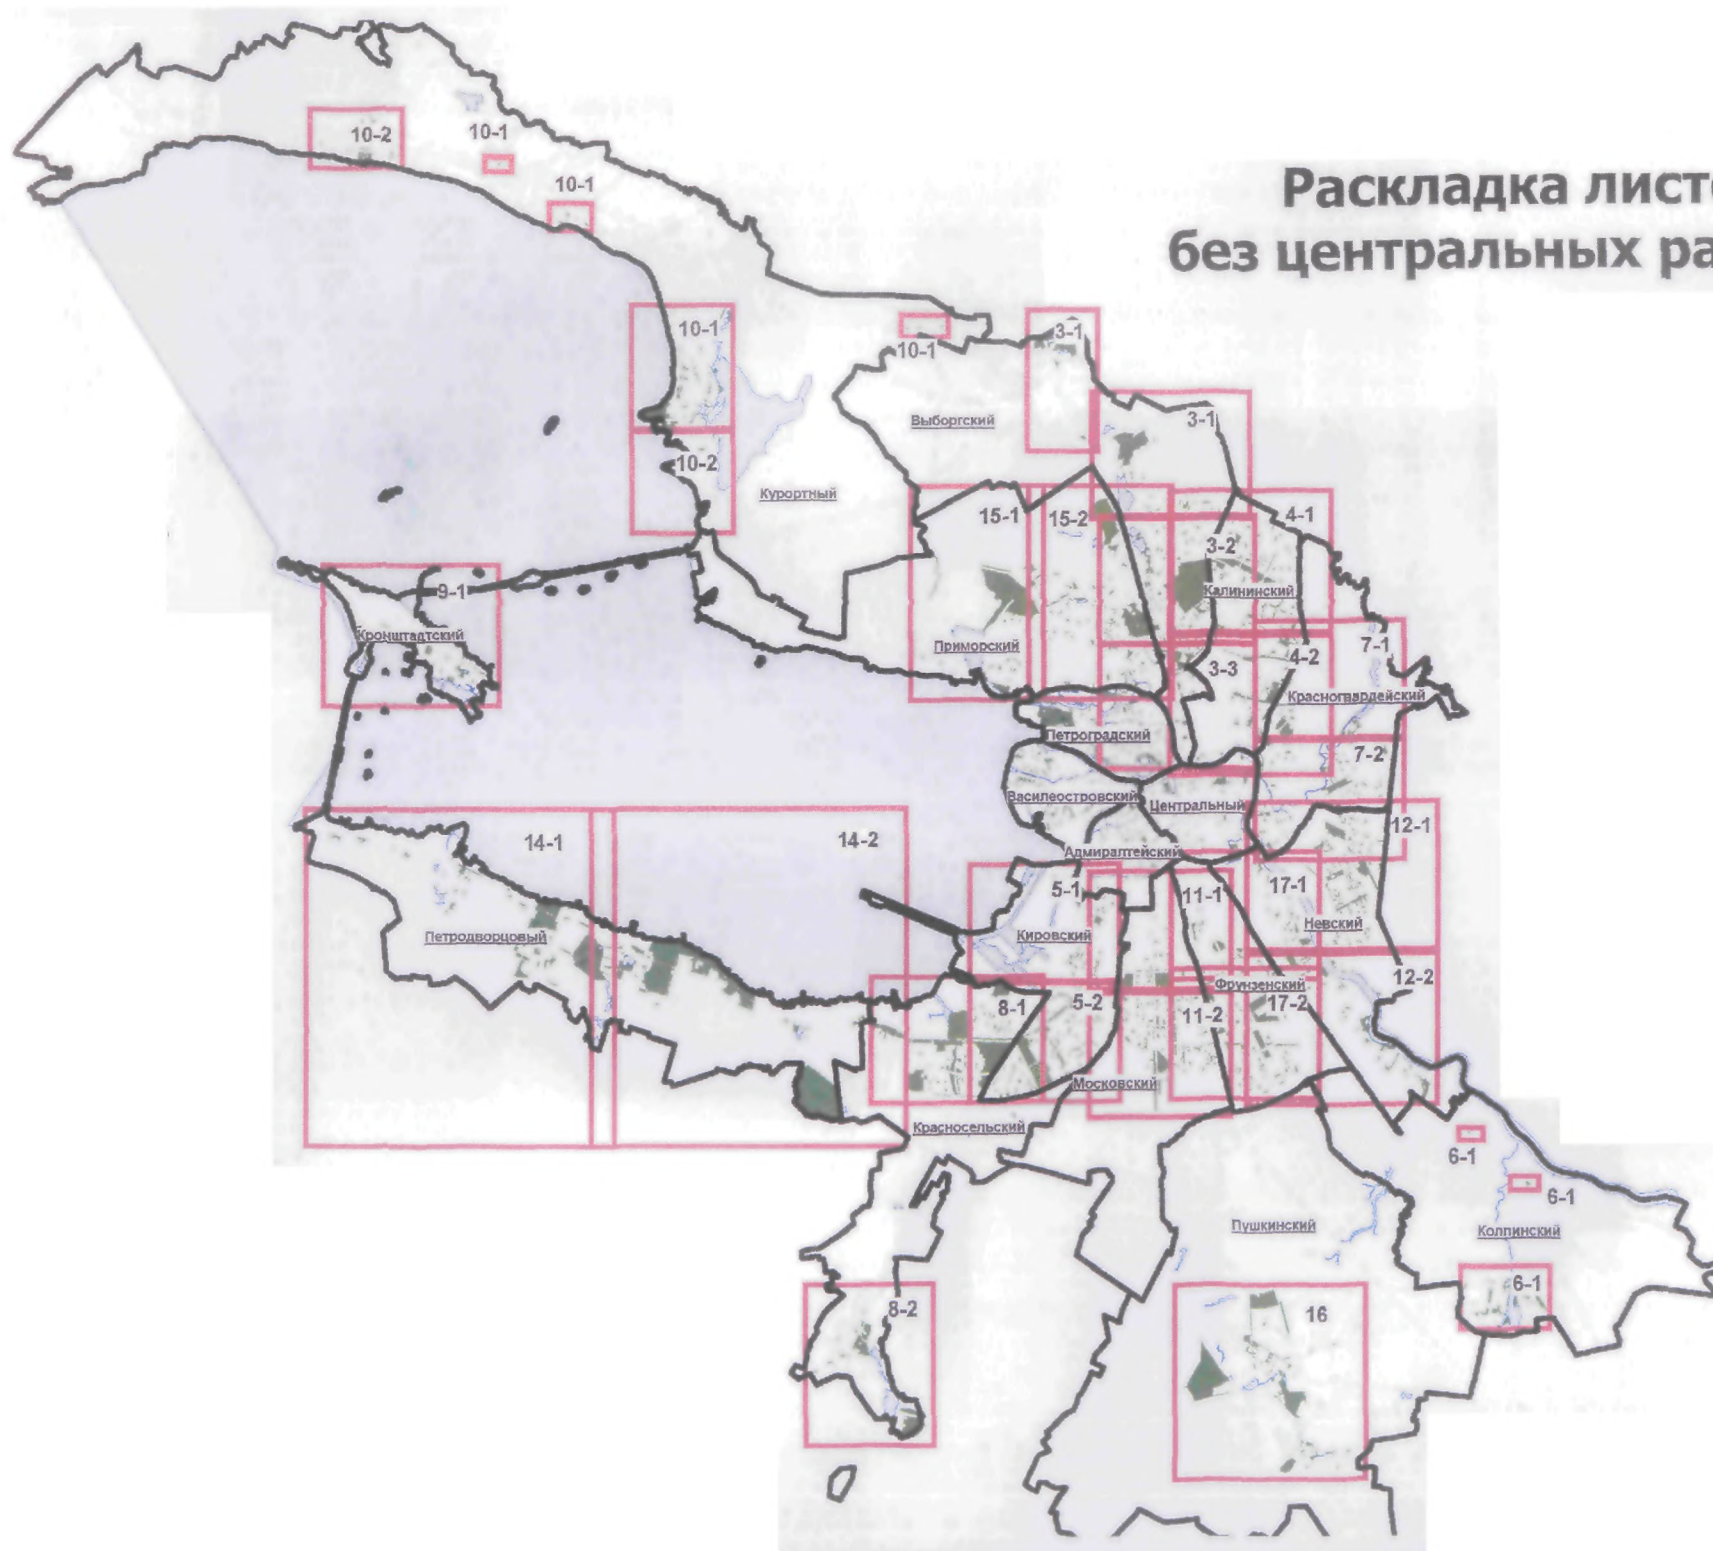 Раскладка листо
без центральных ра
10-2
10-1
10-1
10-1
10-1
3-1
Выборгский
3-1
10-2
Курортный
15-1
15-2
4-1
3-2
9-1
Калининский
Кронштадтский
Приморский
3-3
4-2
7-1
Красногвардейский
Петроградский
7-2
Василеостровский
Центральный
14-1
14-2
12-1
Адмиралтейский
5-1
11-1
17-1
Петродворцовый
Кировский
Невский
12-2
Фрунзенский
8-1
5-2
11-2
17-2
Московский
Красносельский
6-1
6-1
Пушкинский
Колпинский
6-1
8-2
16